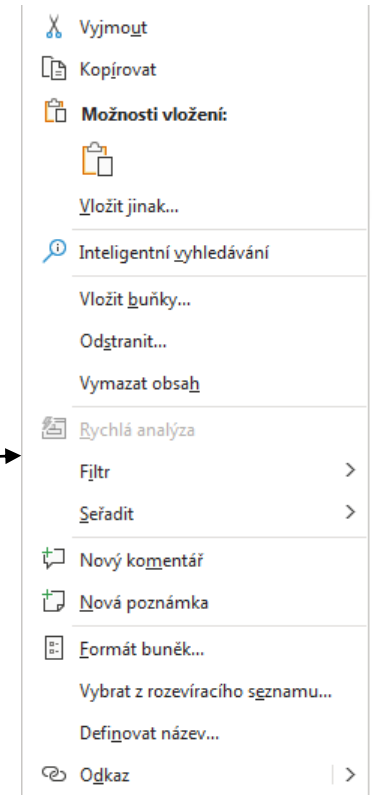 Vyjmout
Kopírovat
Možnosti vložení:
Vložit jinak...
Inteligentní vyhledávání
Vložit buňky...
Odstranit...
Vymazat obsah
Rychlá analýza
Filtr
Seřadit
Nový komentář
Nová poznámka
Formát buněk...
Vybrat z rozevíracího seznamu...
Definovat název...
Odkaz